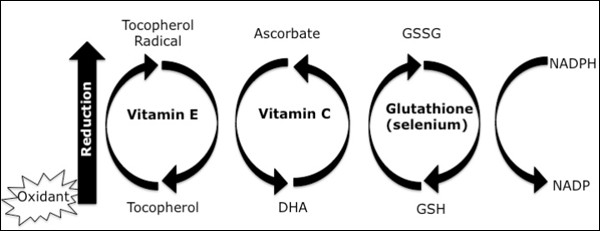 Oxidant
Reduction
Tocopherol
Radical
Vitamin E
Tocopherol
Ascorbate
Vitamin C
DHA
GSSG
Glutathione
(selenium)
GSH
NADPH
NADP